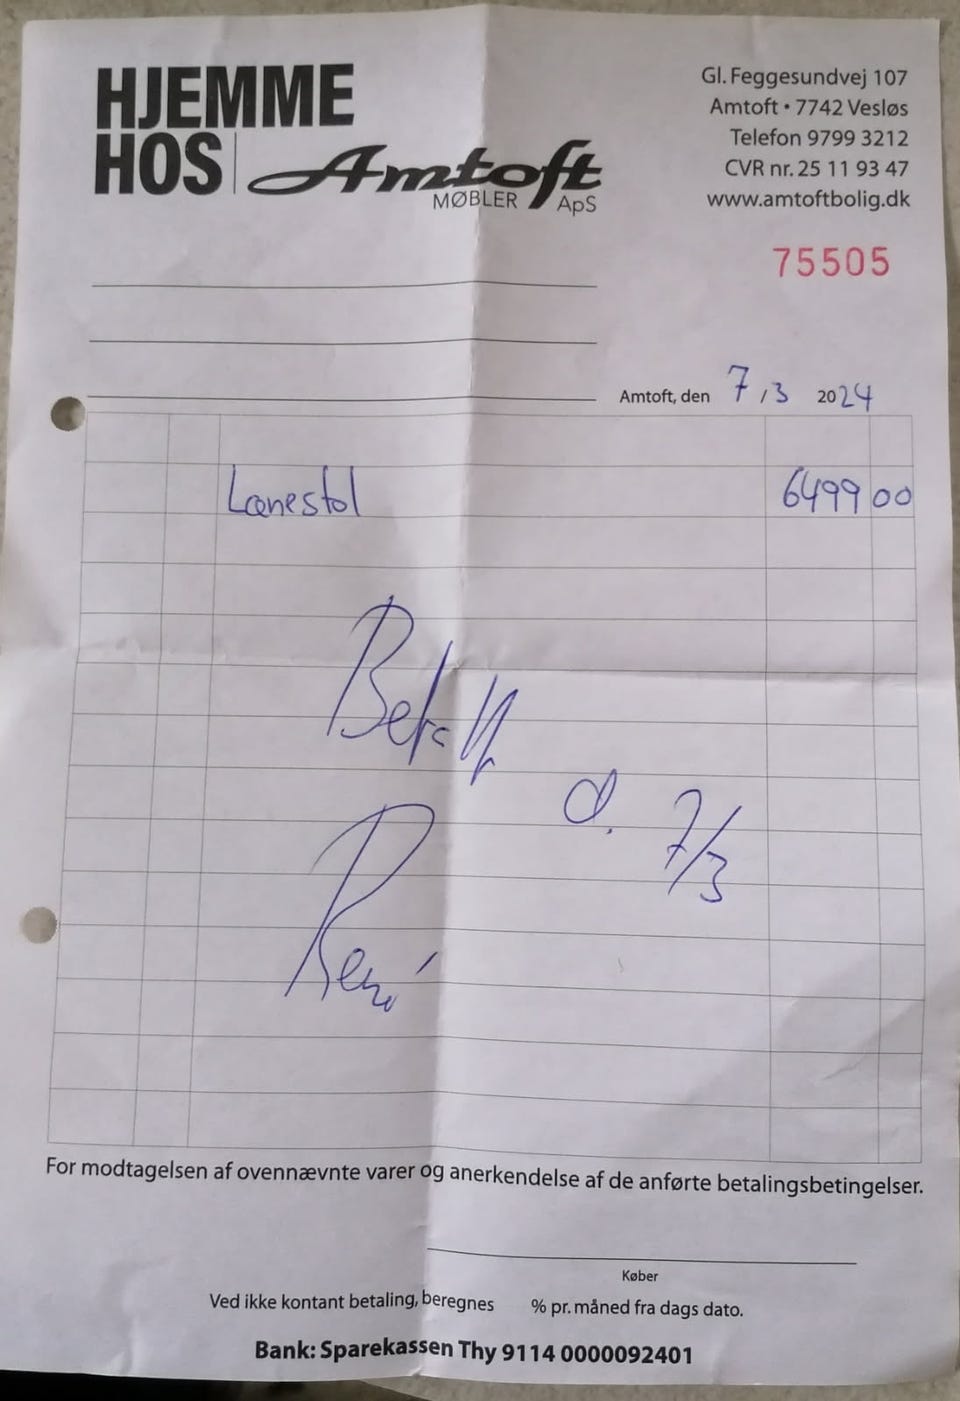 HJEMME
HOS Amtoft
MØBLER ApS
Gl. Feggesundvej 107
Amtoft • 7742 Vesløs
Telefon 9799 3212
CVR nr. 25 11 93 47
www.amtoftbolig.dk
75505
Amtoft, den 7 / 3 2024
Lænestol 6499 00
Betalt
d. 7/3
René
For modtagelsen af ovennævnte varer og anerkendelse af de anførte betalingsbetingelser.
Køber
Ved ikke kontant betaling, beregnes % pr. måned fra dags dato.
Bank: Sparekassen Thy 9114 0000092401